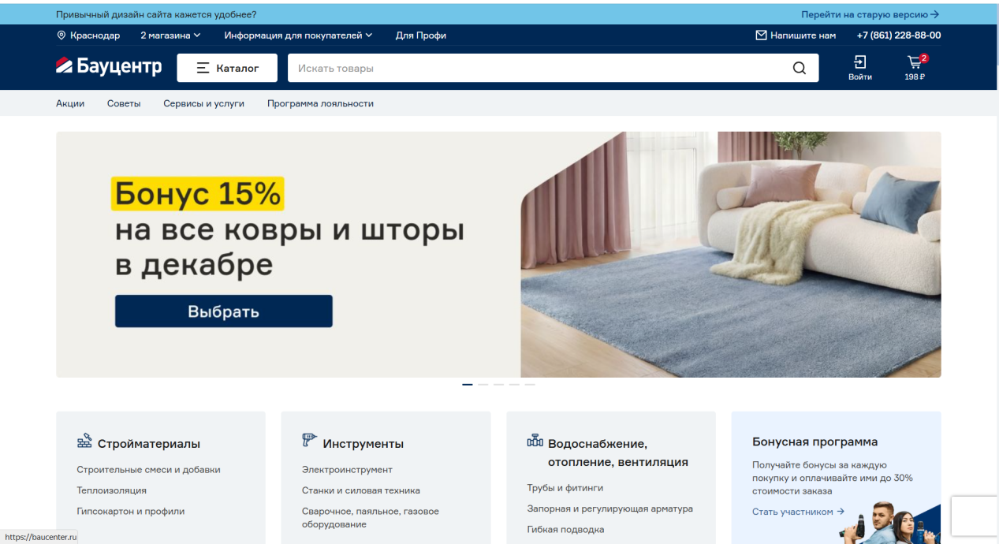 Привычный дизайн сайта кажется удобнее?
Перейти на старую версию
Краснодар
2 магазина
Информация для покупателей
Для Профи
Напишите нам
+7 (861) 228-88-00
Бауцентр
Каталог
Искать товары
Войти
2
198 ₽
Акции
Советы
Сервисы и услуги
Программа лояльности
Бонус 15%
на все ковры и шторы
в декабре
Выбрать
Стройматериалы
Строительные смеси и добавки
Теплоизоляция
Гипсокартон и профили
Инструменты
Электроинструмент
Станки и силовая техника
Сварочное, паяльное, газовое
оборудование
Водоснабжение,
отопление, вентиляция
Трубы и фитинги
Запорная и регулирующая арматура
Гибкая подводка
Бонусная программа
Получайте бонусы за каждую
покупку и оплачивайте ими до 30%
стоимости заказа
Стать участником
https://baucenter.ru